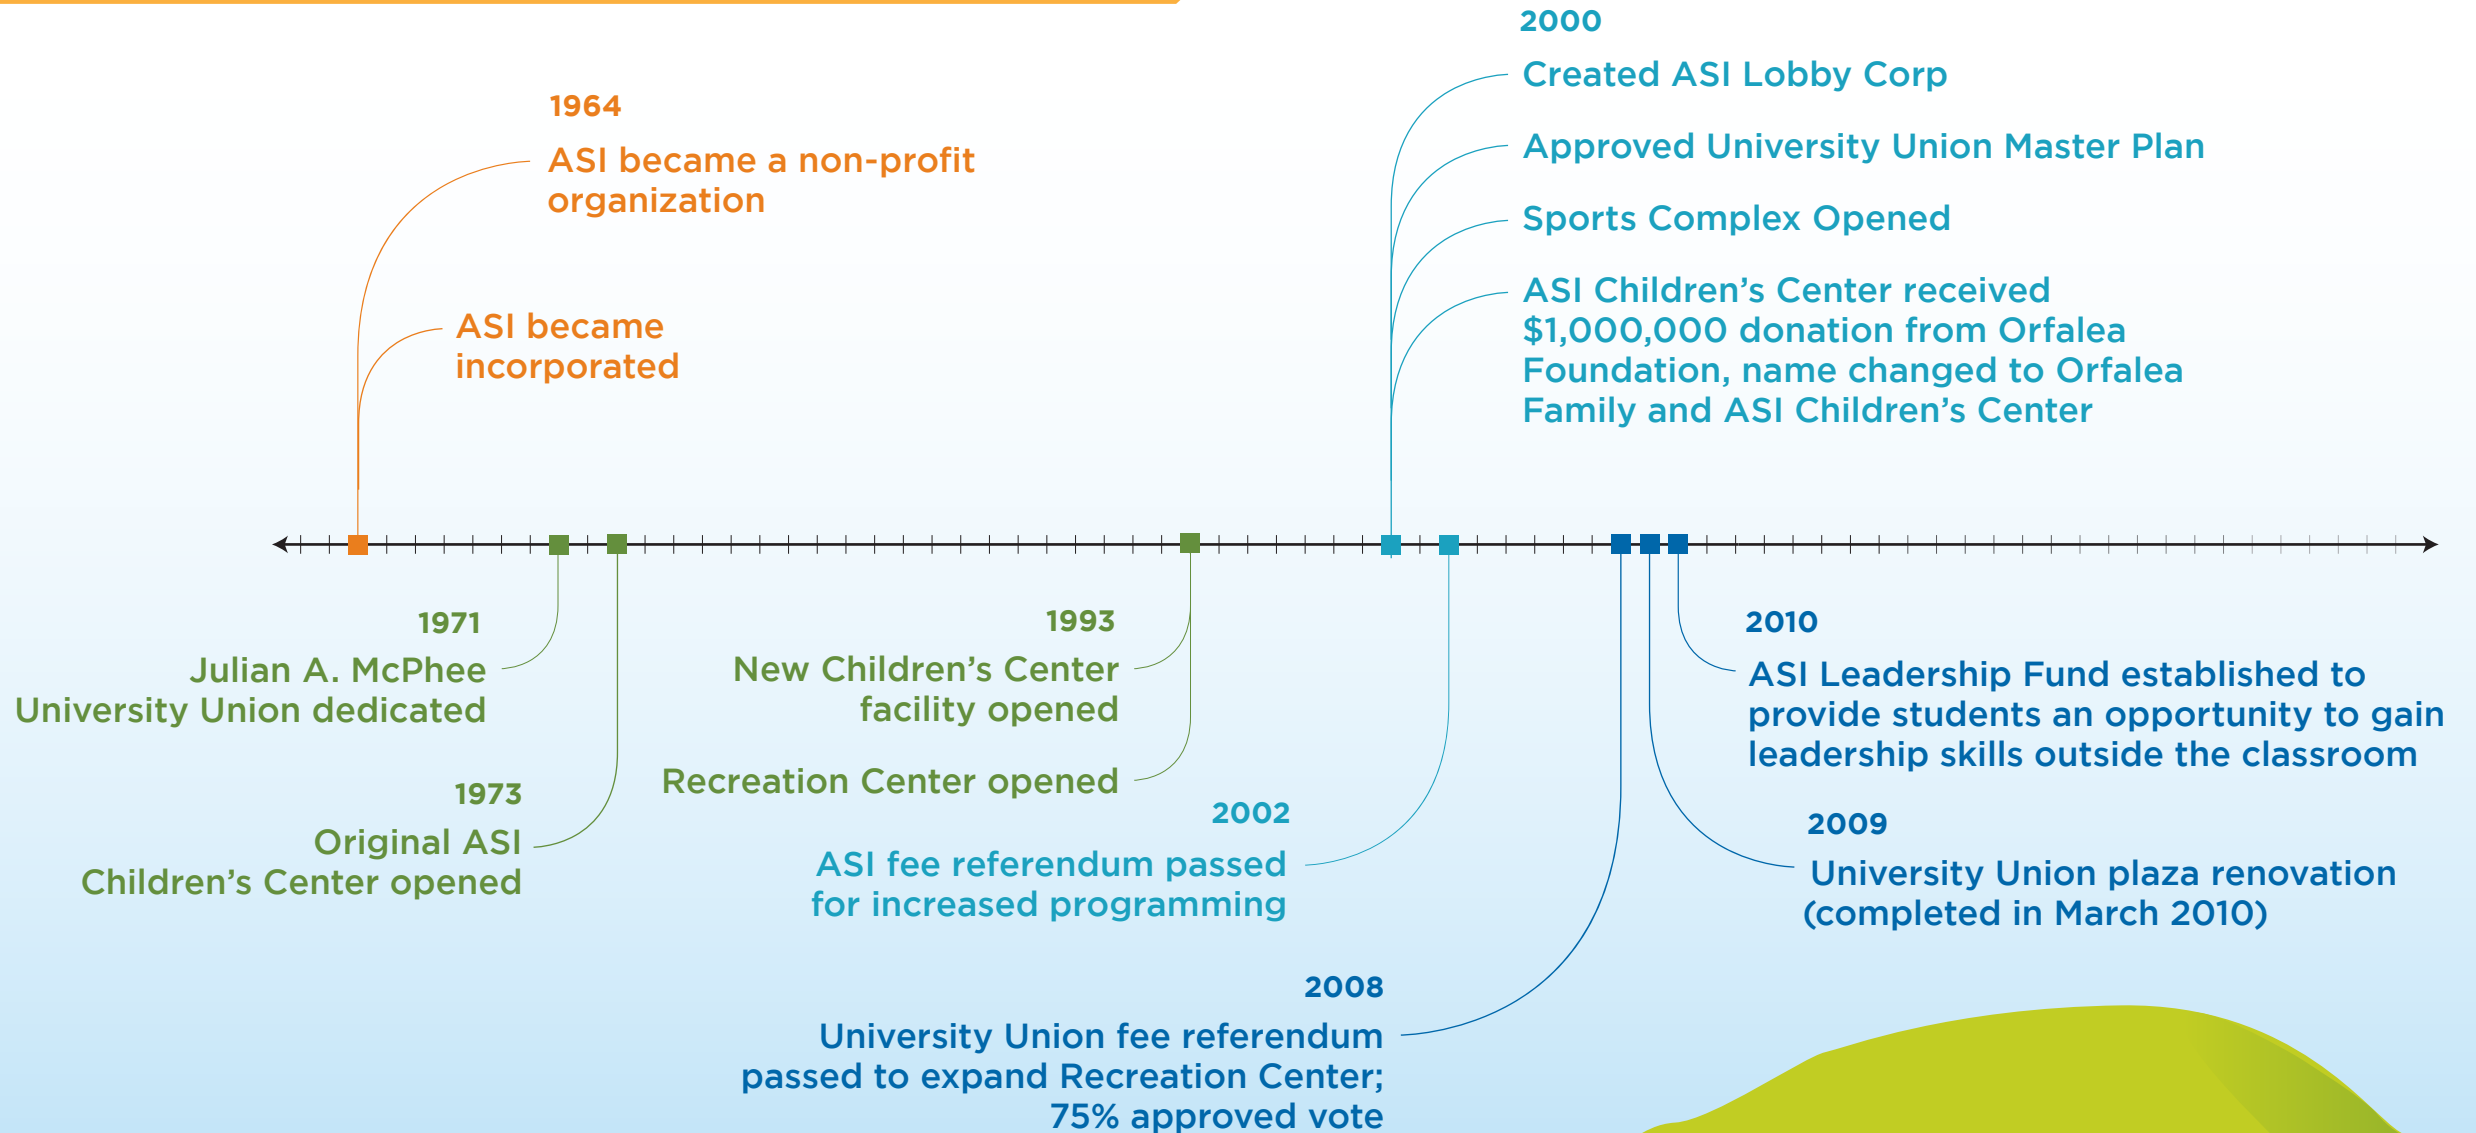 1964
ASI became a non-profit
organization
ASI became
incorporated
2000
Created ASI Lobby Corp
Approved University Union Master Plan
Sports Complex Opened
ASI Children’s Center received
$1,000,000 donation from Orfalea
Foundation, name changed to Orfalea
Family and ASI Children’s Center
1971
Julian A. McPhee
University Union dedicated
1973
Original ASI
Children’s Center opened
1993
New Children’s Center
facility opened
Recreation Center opened
2002
ASI fee referendum passed
for increased programming
2008
University Union fee referendum
passed to expand Recreation Center;
75% approved vote
2010
ASI Leadership Fund established to
provide students an opportunity to gain
leadership skills outside the classroom
2009
University Union plaza renovation
(completed in March 2010)